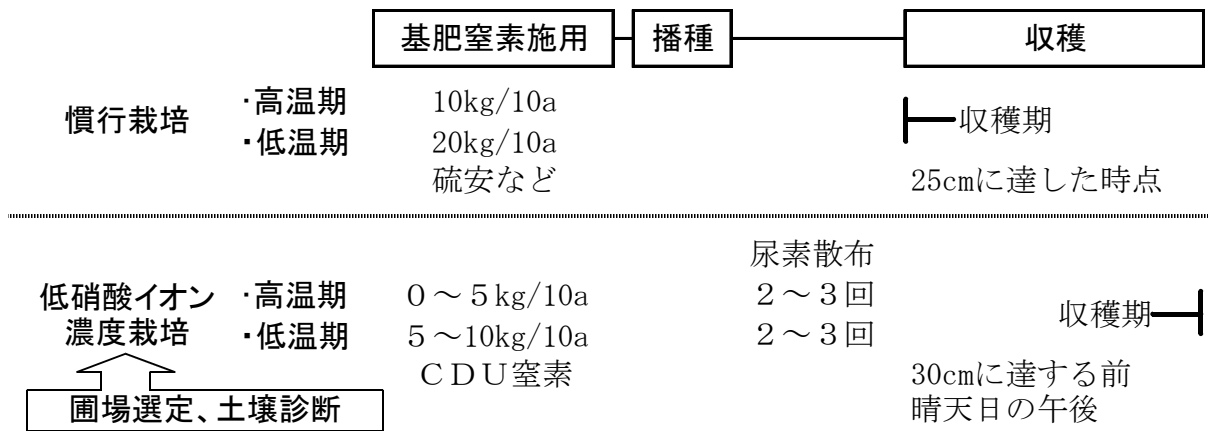 基肥窒素施用 播種 収穫
慣行栽培 ・高温期 10kg/10a 収穫期
・低温期 20kg/10a
硫安など 25cmに達した時点
尿素散布
低硝酸イオン ・高温期 0~5kg/10a 2~3回 収穫期
濃度栽培 ・低温期 5~10kg/10a 2~3回
CDU窒素 30cmに達する前
圃場選定、土壌診断 晴天日の午後